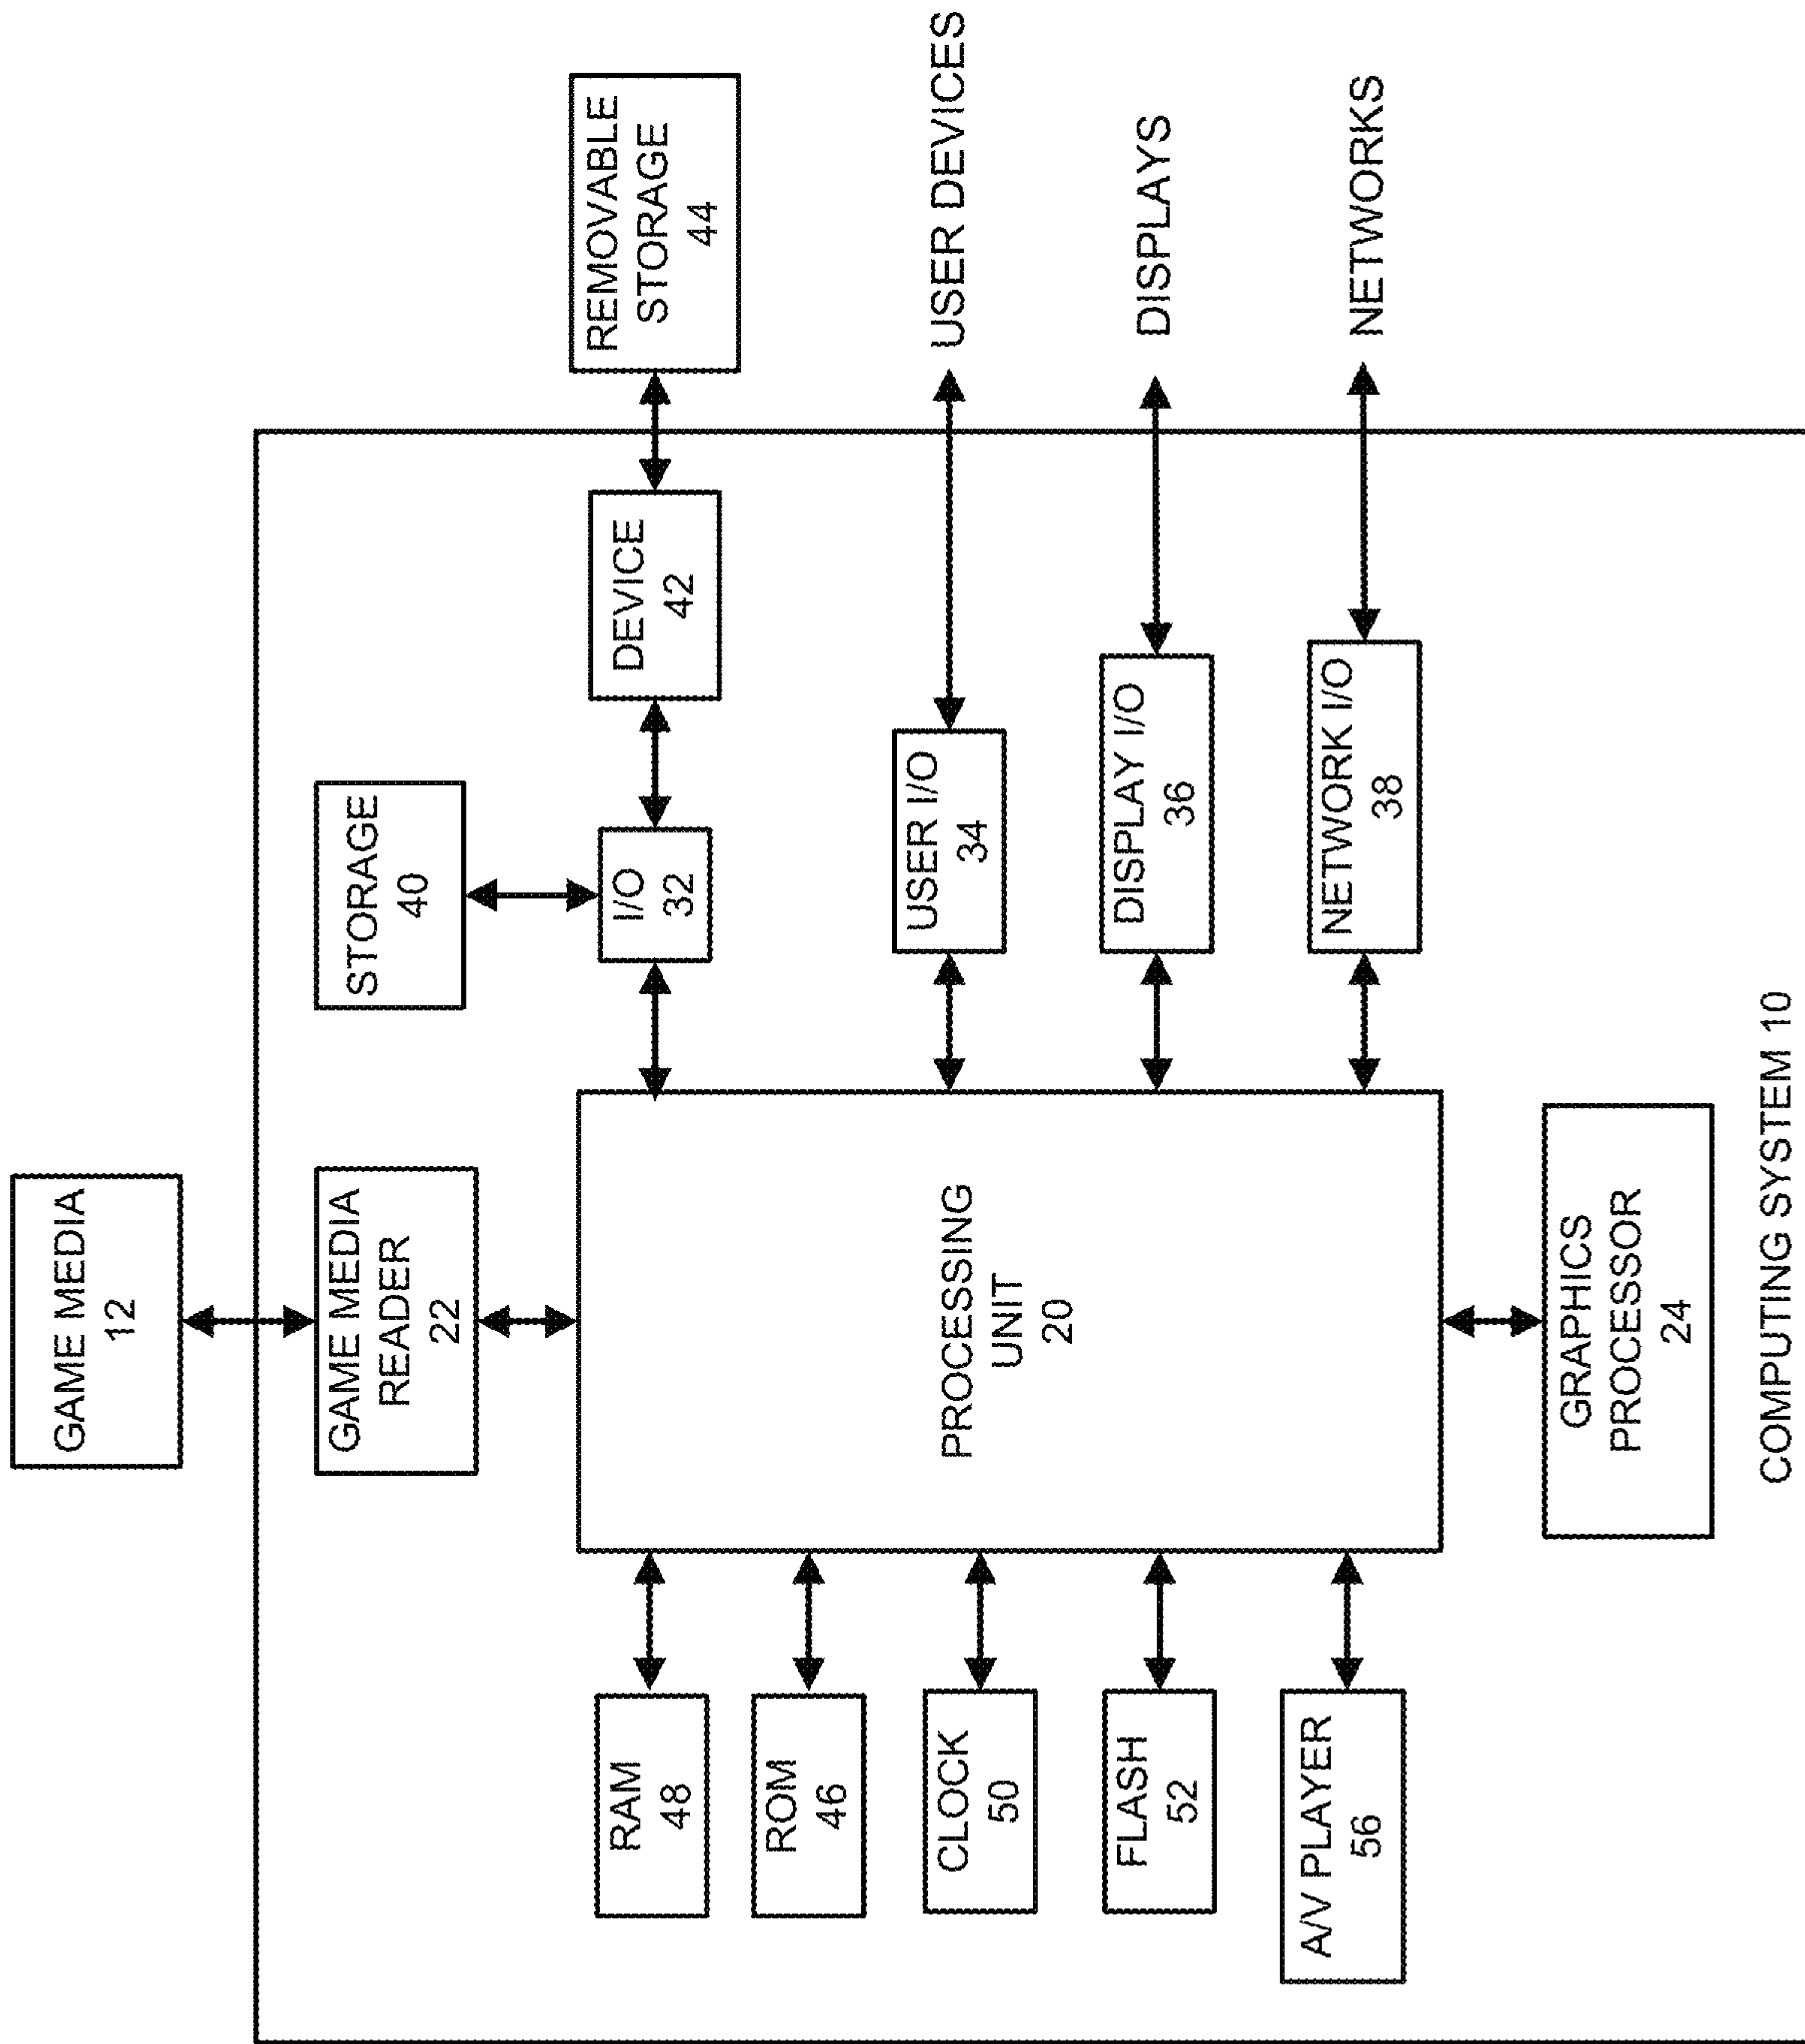 GAME MEDIA
12
GAME MEDIA
READER
22
STORAGE
40
REMOVABLE
STORAGE
44
DEVICE
42
I/O
32
RAM
48
ROM
46
CLOCK
50
FLASH
52
A/V PLAYER
56
PROCESSING
UNIT
20
USER I/O
34
USER DEVICES
DISPLAY I/O
36
DISPLAYS
NETWORK I/O
38
NETWORKS
GRAPHICS
PROCESSOR
24
COMPUTING SYSTEM 10